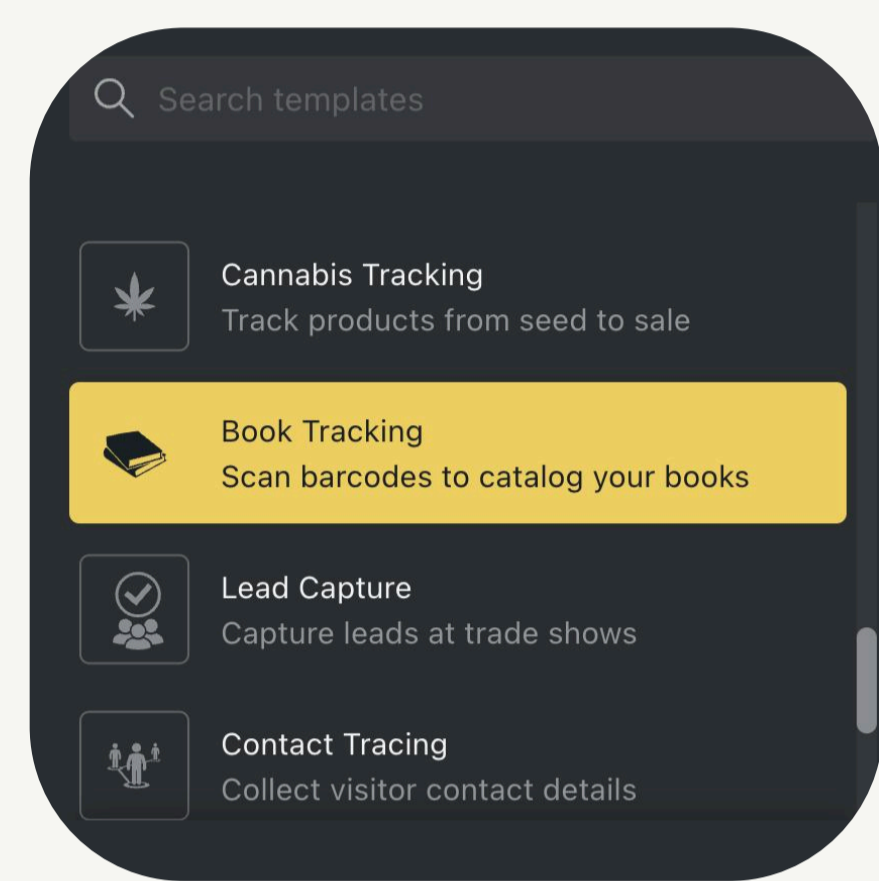 Search templates
Cannabis Tracking
Track products from seed to sale
Book Tracking
Scan barcodes to catalog your books
Lead Capture
Capture leads at trade shows
Contact Tracing
Collect visitor contact details